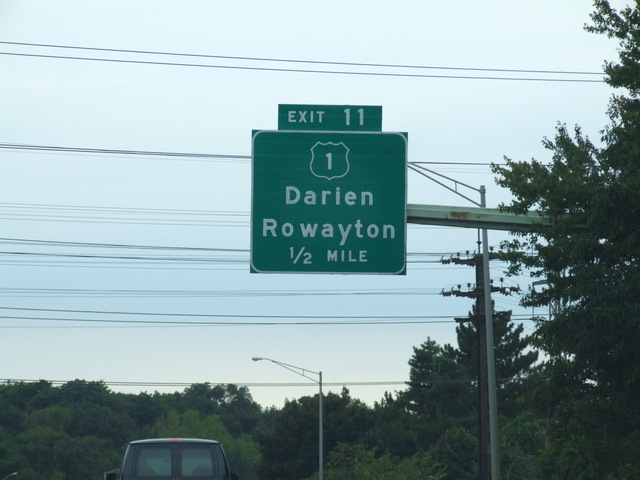 EXIT 11
1
Darien
Rowayton
1/2 MILE